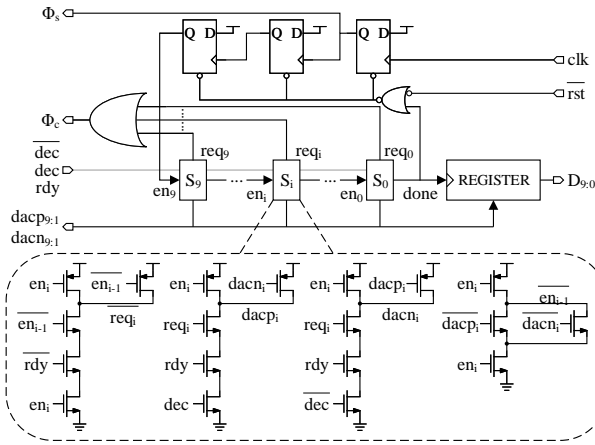 Φs
Q D Q D Q D
clk
rst
Φc
req9 reqi req0
dec
dec
rdy
S9 ... Si ... S0
en9 eni en0 done
REGISTER
D9:0
dacp9:1
dacn9:1
eni eni-1 eni dacni eni dacpi eni
reqi dacpi dacni eni-1
eni-1 reqi reqi dacpi dacni
rdy rdy rdy eni
eni dec dec